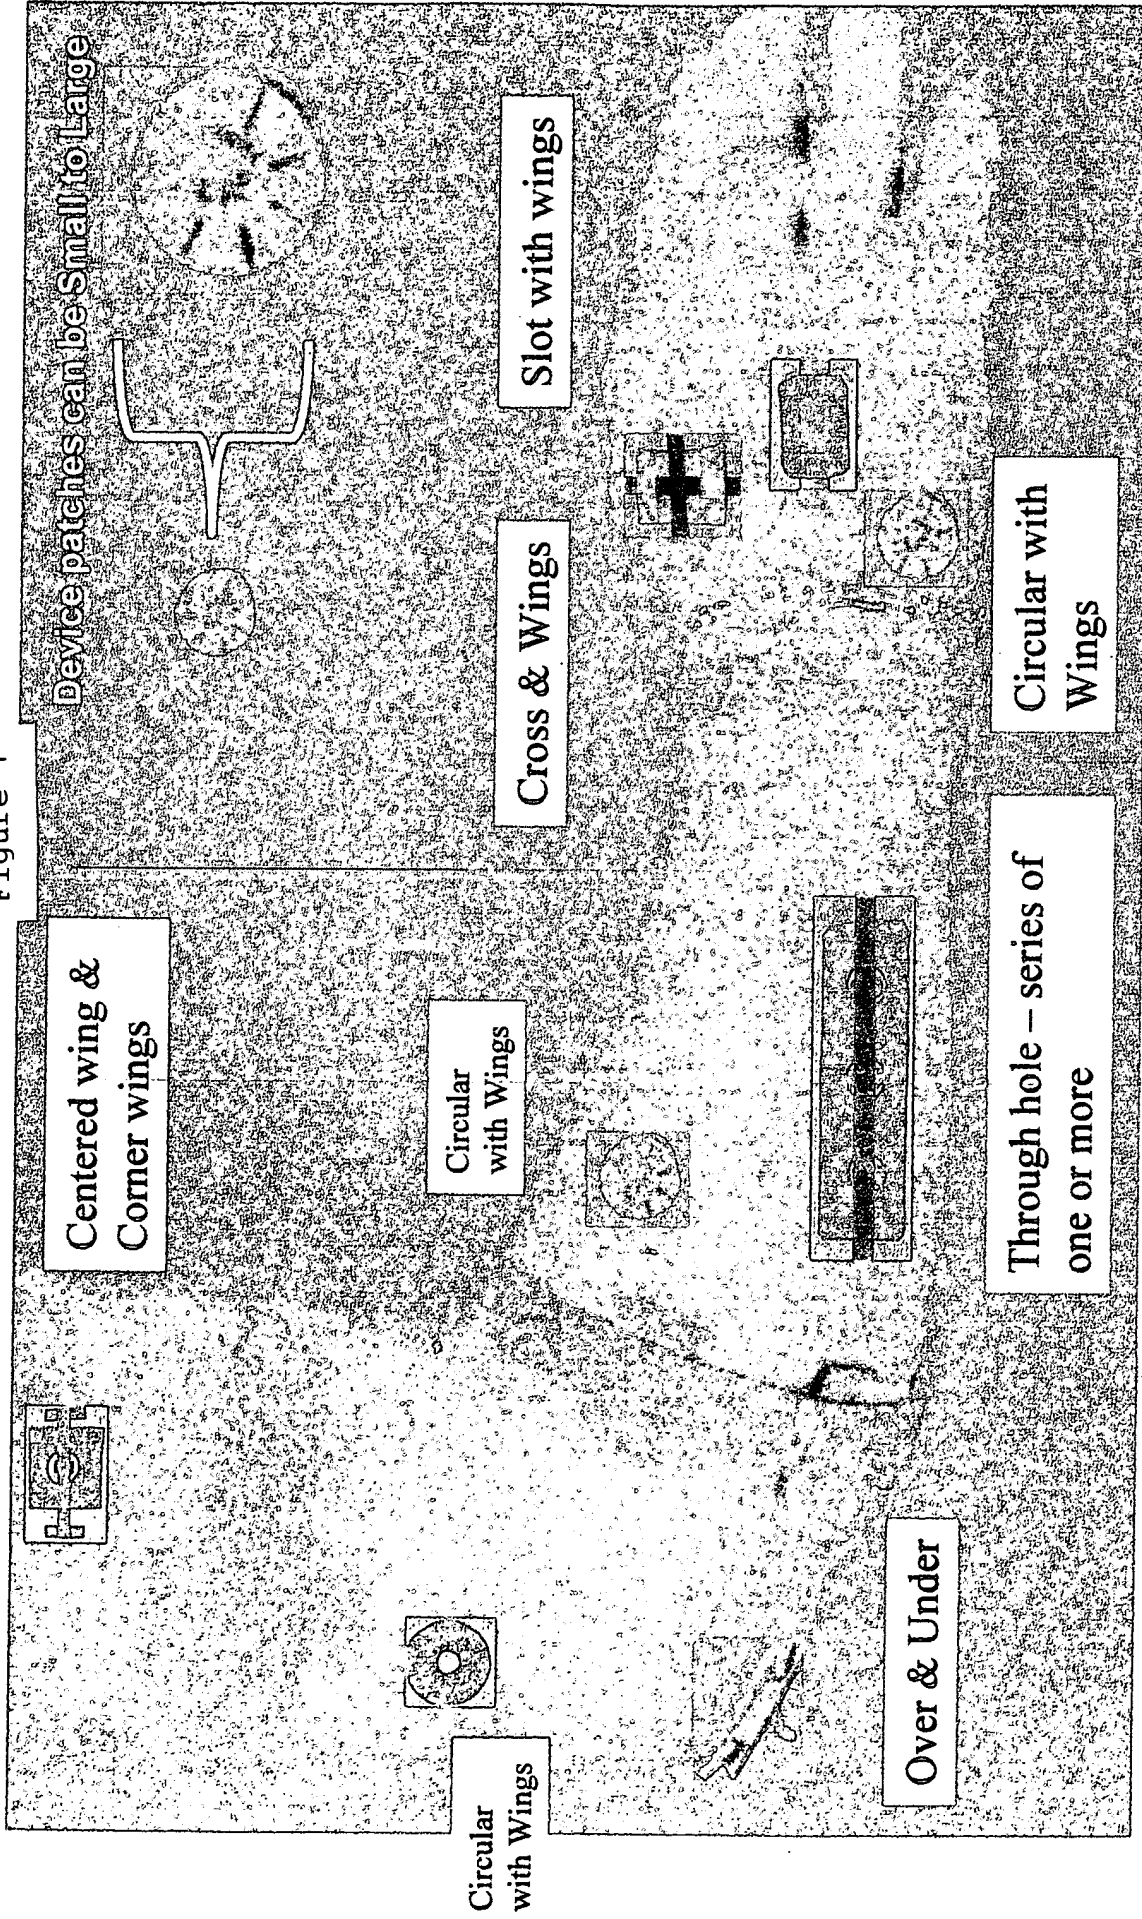 Figure
Device patches can be Small to Large
Centered wing &
Corner wings
Circular
with Wings
Circular
with Wings
Cross & Wings
Slot with wings
Over & Under
Through hole – series of
one or more
Circular with
Wings